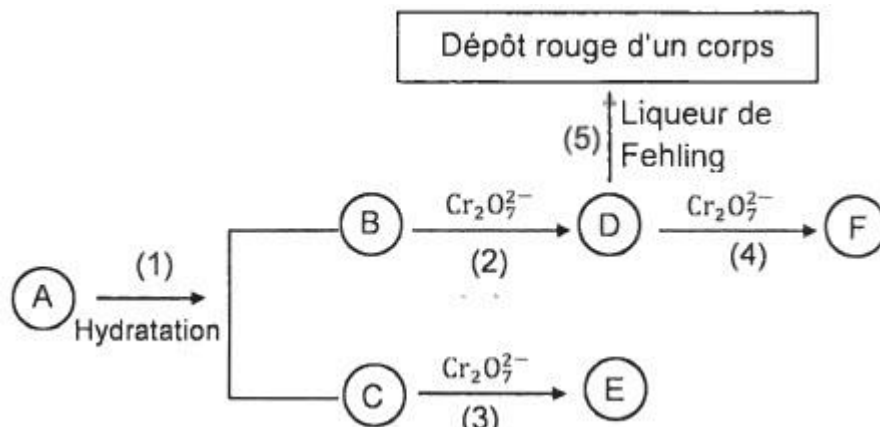 Dépôt rouge d'un corps
(5)
Liqueur de
Fehling
B
Cr₂O₇²⁻
(2)
D
Cr₂O₇²⁻
(4)
F
A
(1)
Hydratation
C
Cr₂O₇²⁻
(3)
E